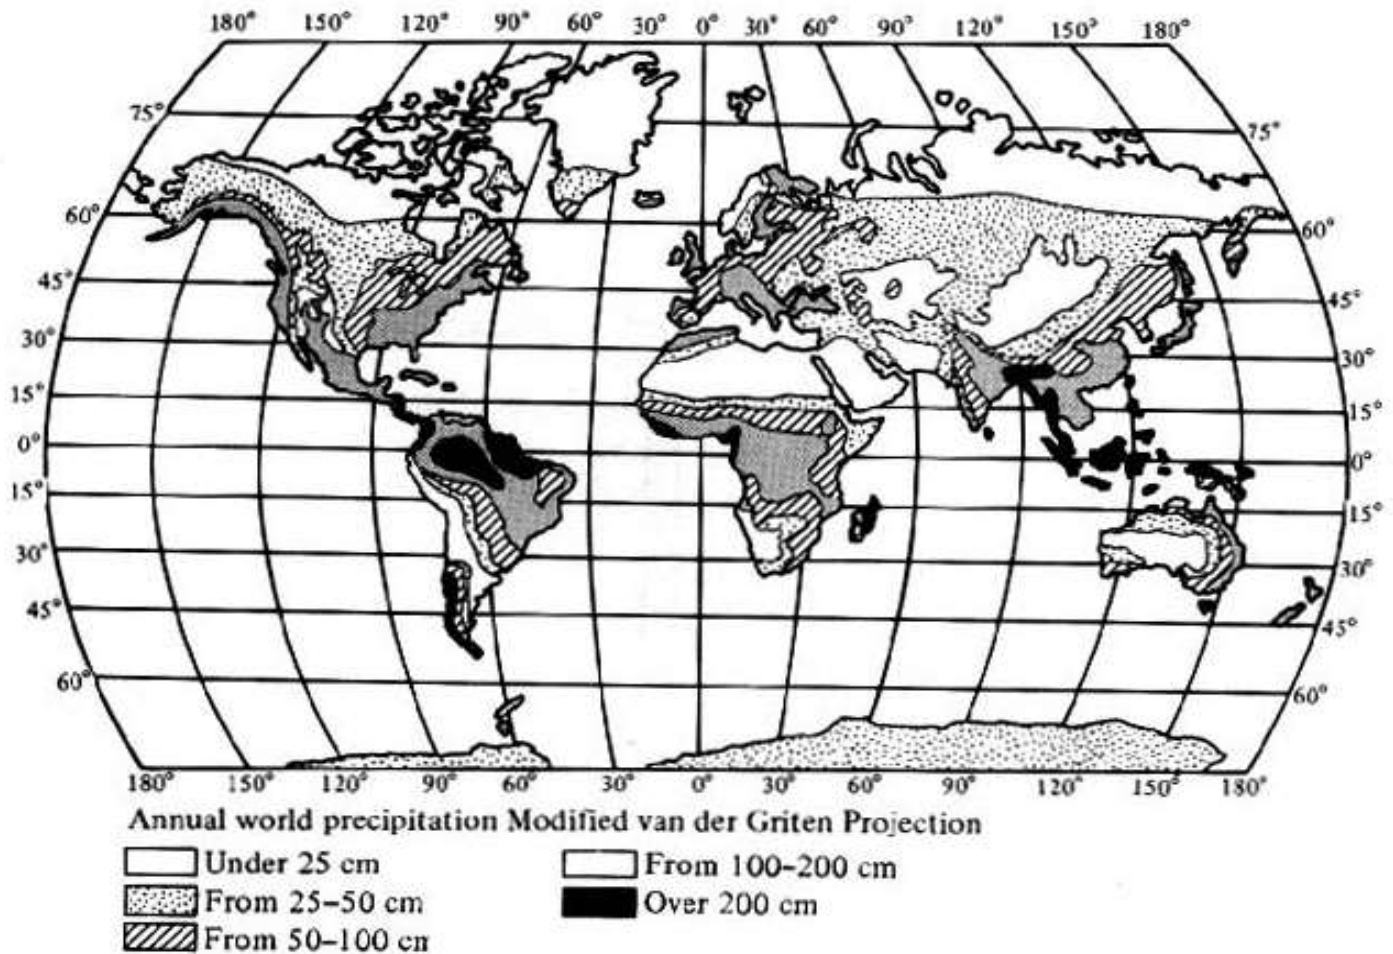 180° 150° 120° 90° 60° 30° 0° 30° 60° 90° 120° 150° 180°
75° 75°
60° 60°
45° 45°
30° 30°
15° 15°
0° 0°
15° 15°
30° 30°
45° 45°
60° 60°
180° 150° 120° 90° 60° 30° 0° 30° 60° 90° 120° 150° 180°
Annual world precipitation Modified van der Griten Projection
Under 25 cm From 100–200 cm
From 25–50 cm Over 200 cm
From 50–100 cm